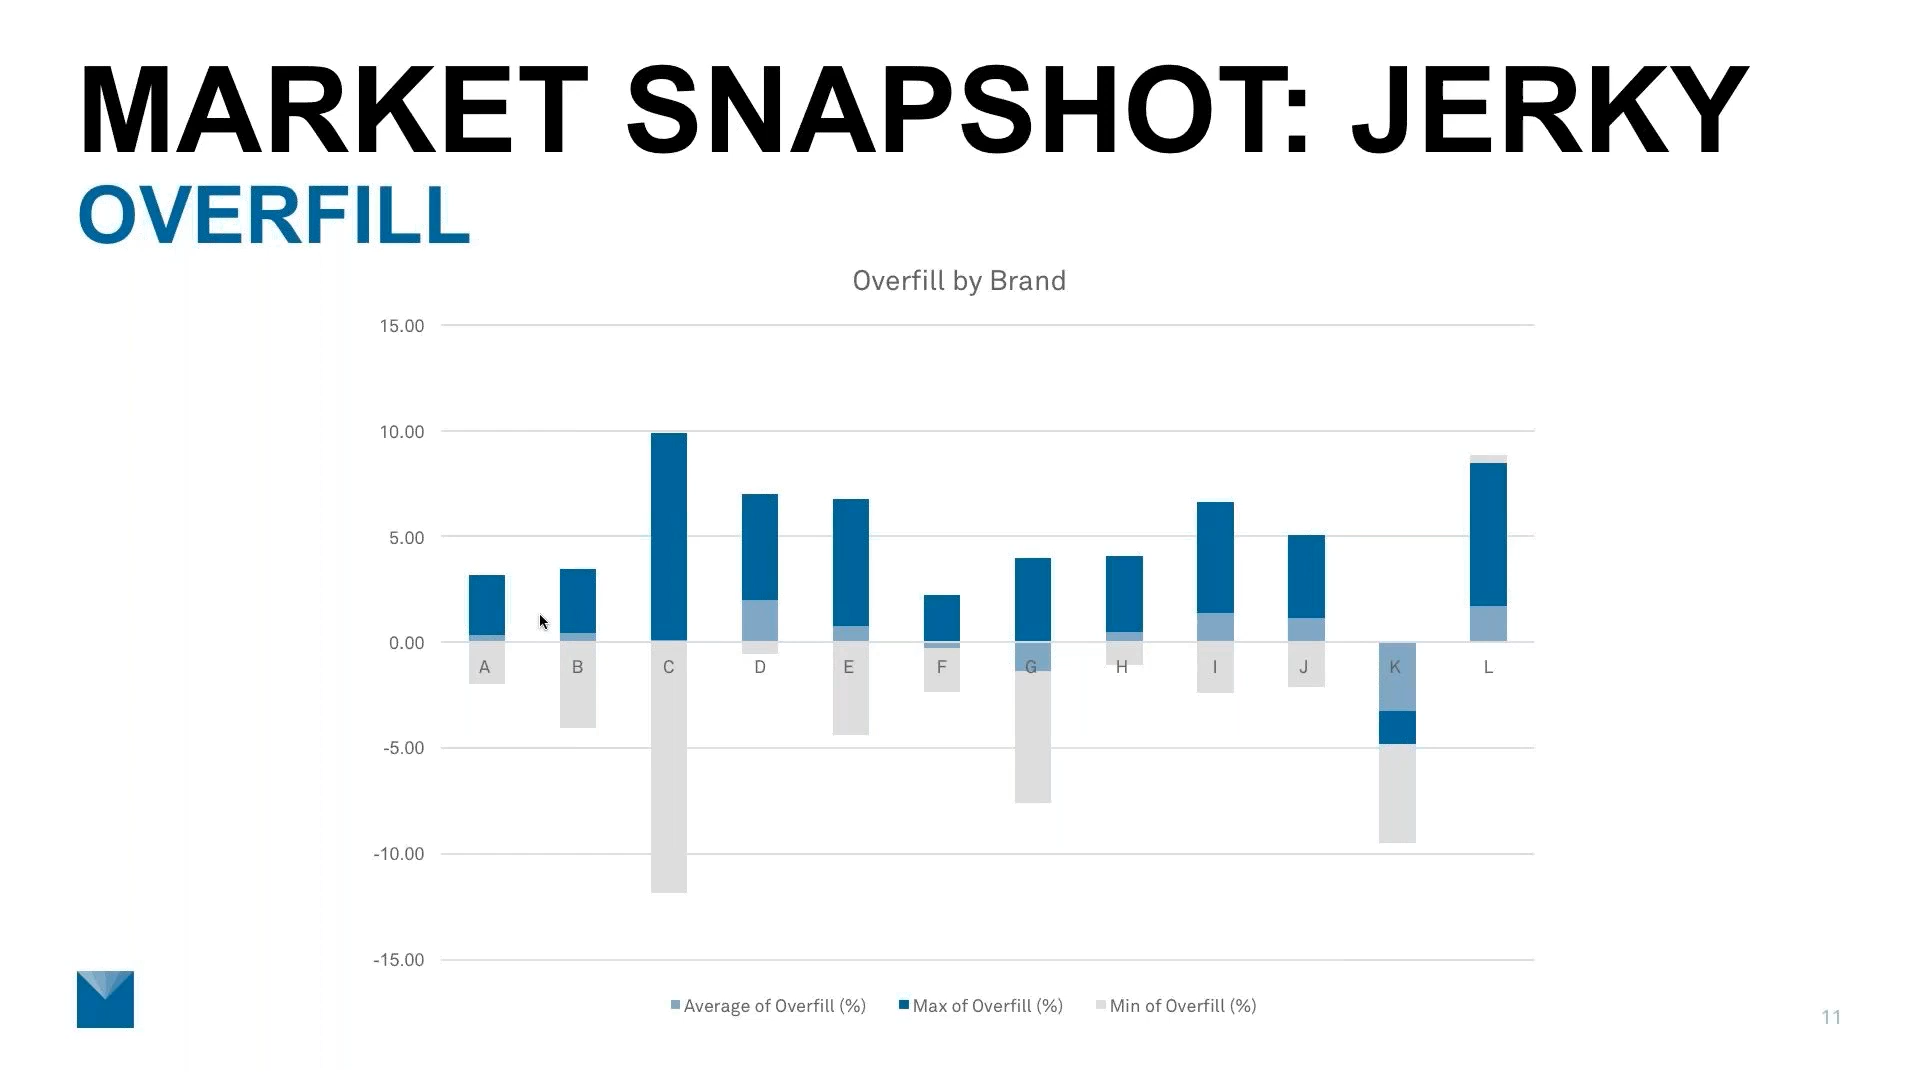 MARKET SNAPSHOT: JERKY
OVERFILL
Overfill by Brand
15.00
10.00
5.00
0.00
A B C D E F G H I J K L
-5.00
-10.00
-15.00
Average of Overfill (%) Max of Overfill (%) Min of Overfill (%)
11